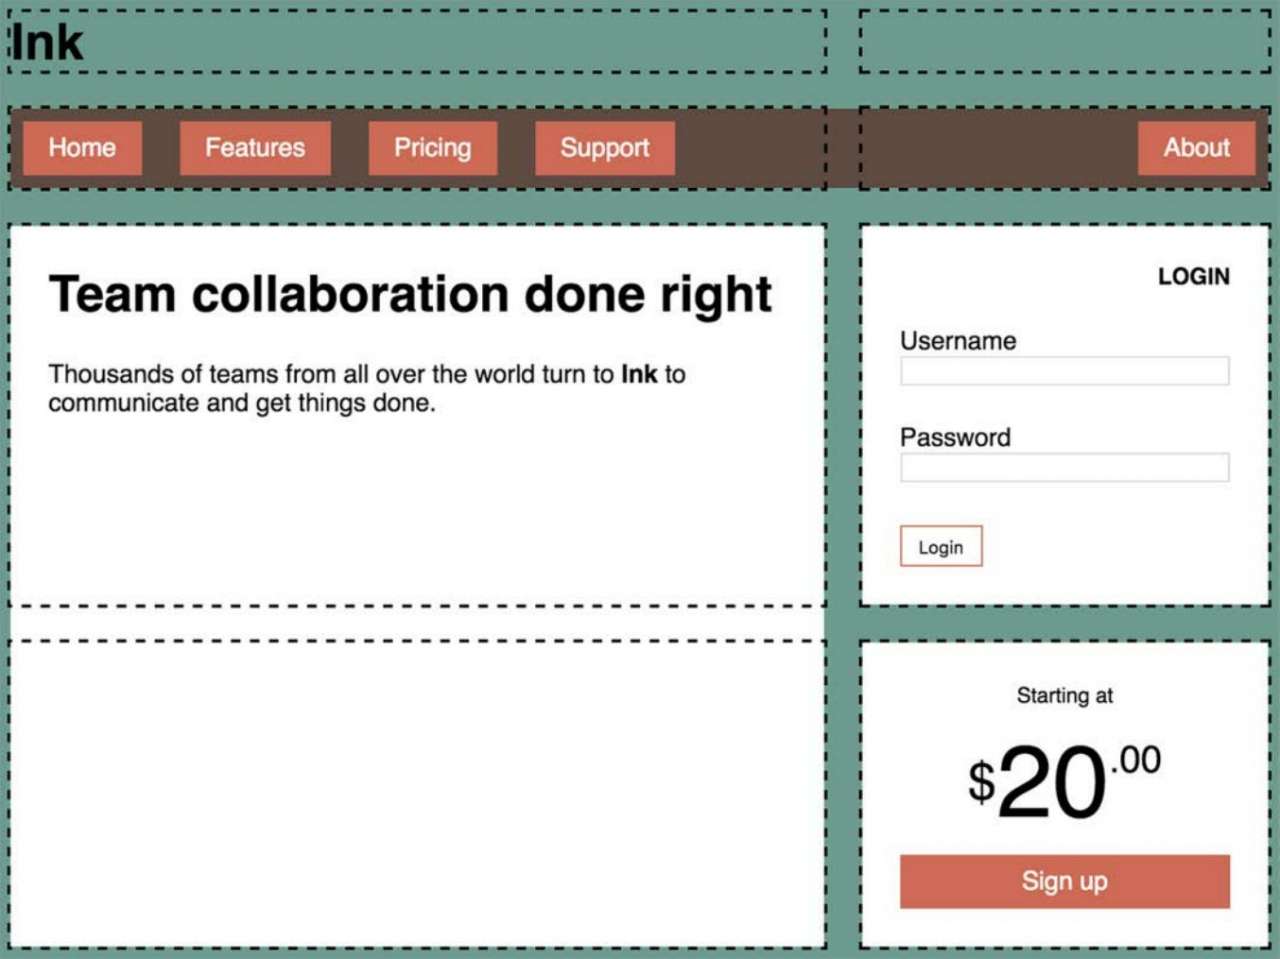 Ink
Home Features Pricing Support About
Team collaboration done right
Thousands of teams from all over the world turn to Ink to
communicate and get things done.
LOGIN
Username
Password
Login
Starting at
$20.00
Sign up